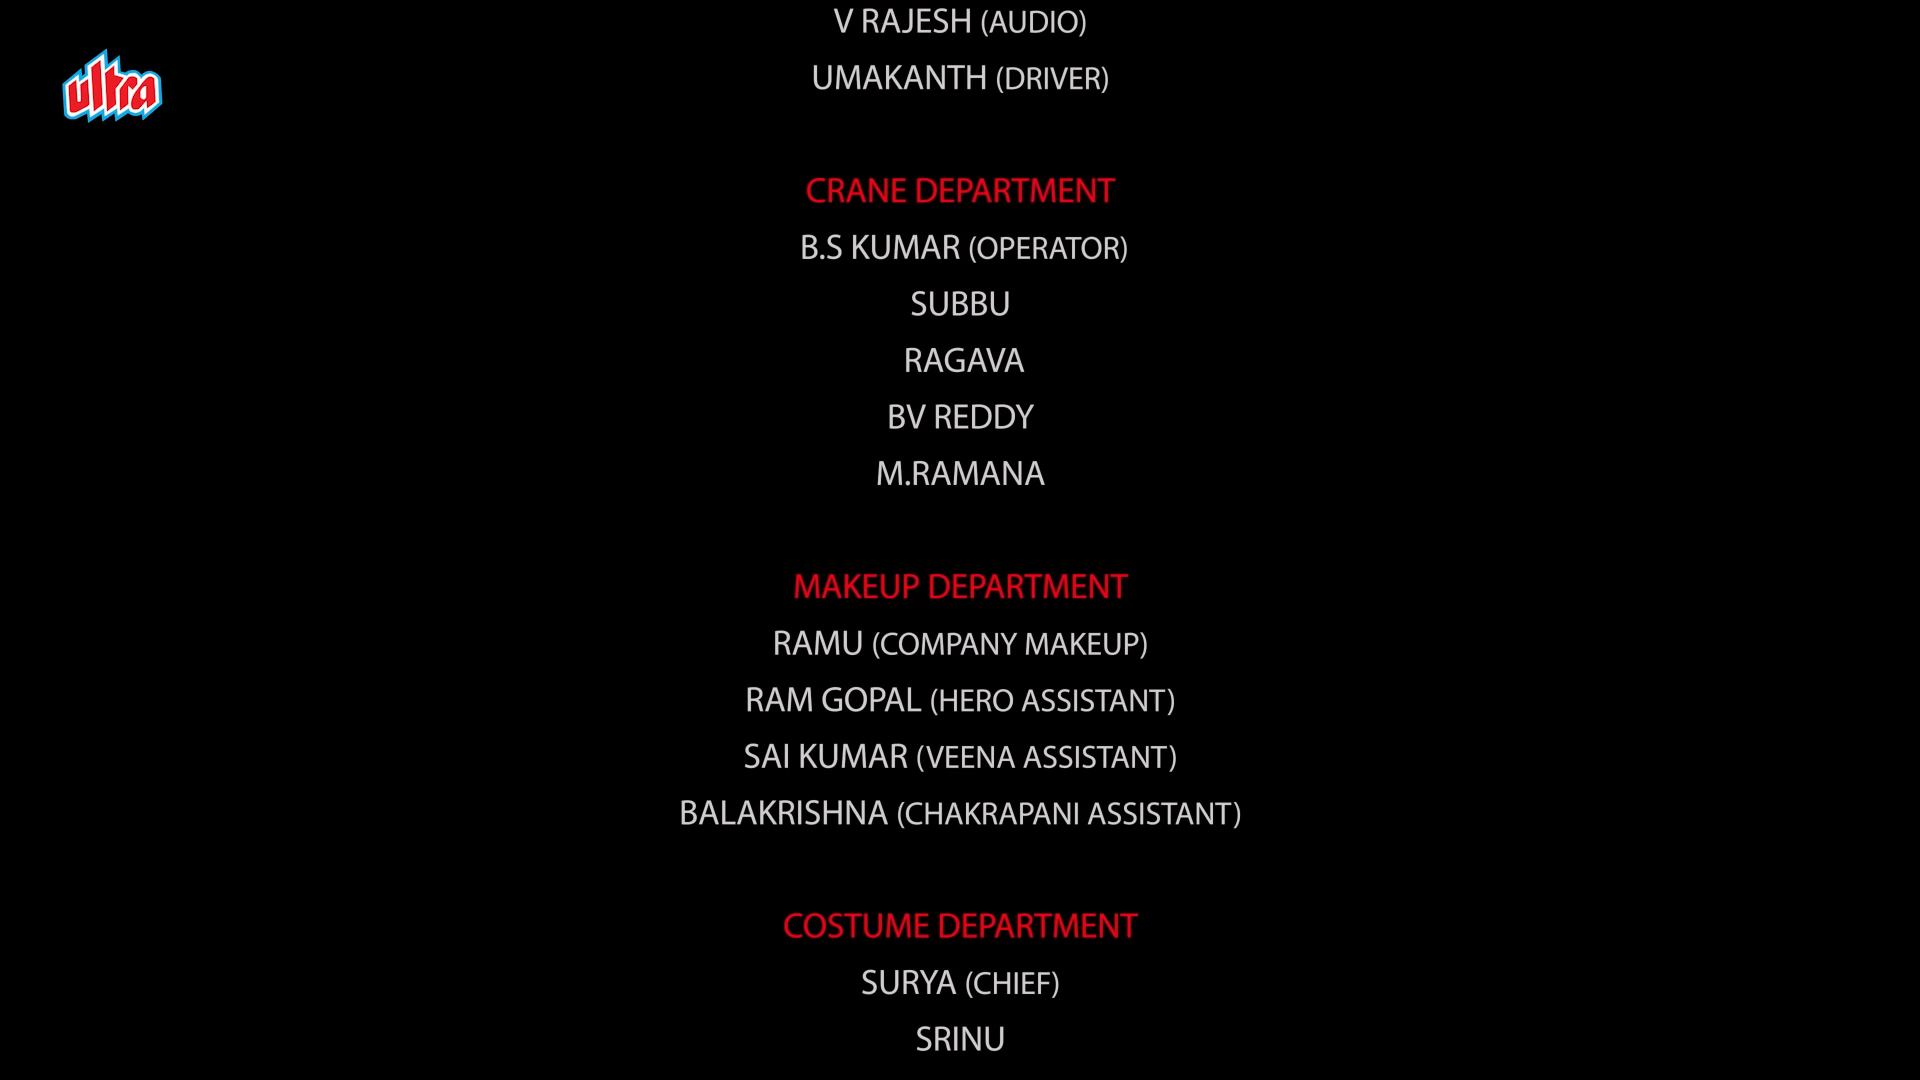 V RAJESH (AUDIO)
UMAKANTH (DRIVER)
ultra
CRANE DEPARTMENT
B.S KUMAR (OPERATOR)
SUBBU
RAGAVA
BV REDDY
M.RAMANA
MAKEUP DEPARTMENT
RAMU (COMPANY MAKEUP)
RAM GOPAL (HERO ASSISTANT)
SAI KUMAR (VEENA ASSISTANT)
BALAKRISHNA (CHAKRAPANI ASSISTANT)
COSTUME DEPARTMENT
SURYA (CHIEF)
SRINU